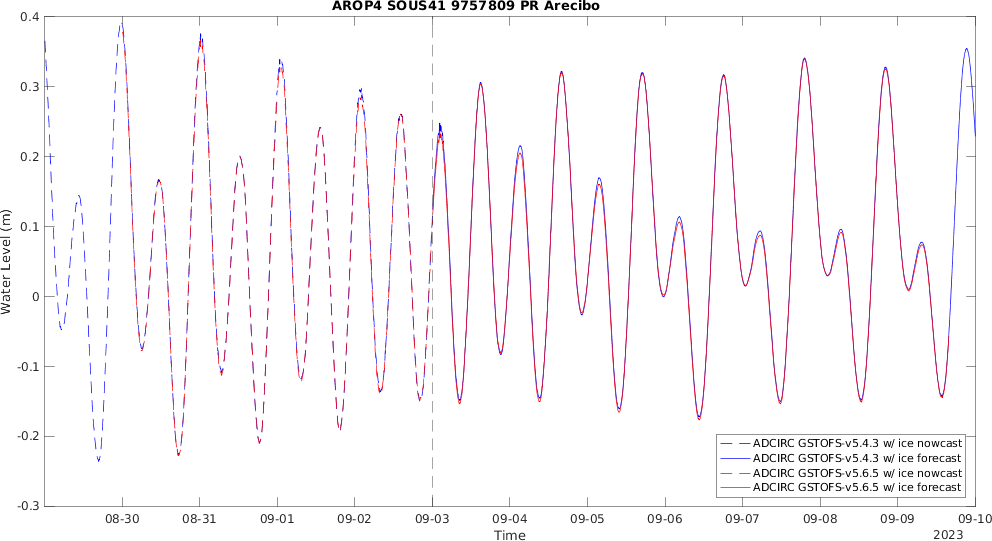 AROP4 SOUS41 9757809 PR Arecibo
0.4
0.3
0.2
0.1
0
-0.1
-0.2
-0.3
Water Level (m)
08-30 08-31 09-01 09-02 09-03 09-04 09-05 09-06 09-07 09-08 09-09 09-10
Time
2023
ADCIRC GSTOFS-v5.4.3 w/ ice nowcast
ADCIRC GSTOFS-v5.4.3 w/ ice forecast
ADCIRC GSTOFS-v5.6.5 w/ ice nowcast
ADCIRC GSTOFS-v5.6.5 w/ ice forecast